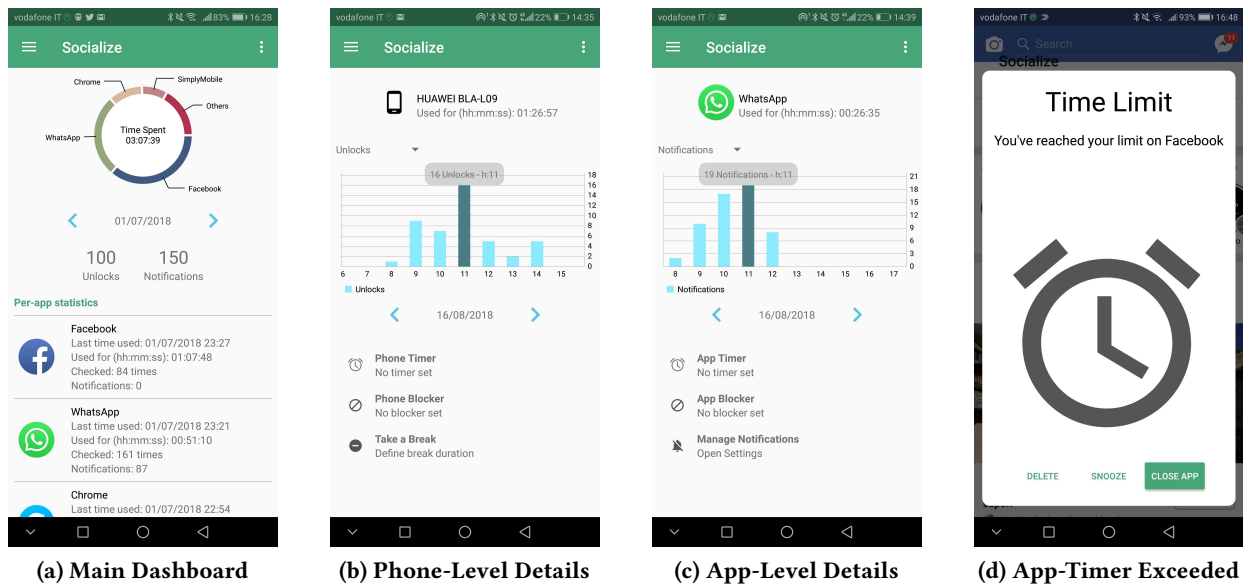 vodafone IT 83% 16:28
Socialize
Chrome
SimplyMobile
Others
WhatsApp
Time Spent
03:07:39
Facebook
01/07/2018
100 150
Unlocks Notifications
Per-app statistics
Facebook
Last time used: 01/07/2018 23:27
Used for (hh:mm:ss): 01:07:48
Checked: 84 times
Notifications: 0
WhatsApp
Last time used: 01/07/2018 23:21
Used for (hh:mm:ss): 00:51:10
Checked: 161 times
Notifications: 87
Chrome
Last time used: 01/07/2018 22:54
(a) Main Dashboard
vodafone IT 22% 14:35
Socialize
HUAWEI BLA-L09
Used for (hh:mm:ss): 01:26:57
Unlocks
16 Unlocks - h:11
18
16
14
12
10
8
6
4
2
0
6 7 8 9 10 11 12 13 14 15
Unlocks
16/08/2018
Phone Timer
No timer set
Phone Blocker
No blocker set
Take a Break
Define break duration
(b) Phone-Level Details
vodafone IT 22% 14:39
Socialize
WhatsApp
Used for (hh:mm:ss): 00:26:35
Notifications
19 Notifications - h:11
21
18
15
12
9
6
3
0
8 9 10 11 12 13 14 15 16 17
Notifications
16/08/2018
App Timer
No timer set
App Blocker
No blocker set
Manage Notifications
Open Settings
(c) App-Level Details
vodafone IT 93% 16:48
Search
11
Socialize
Time Limit
You've reached your limit on Facebook
DELETE SNOOZE CLOSE APP
(d) App-Timer Exceeded